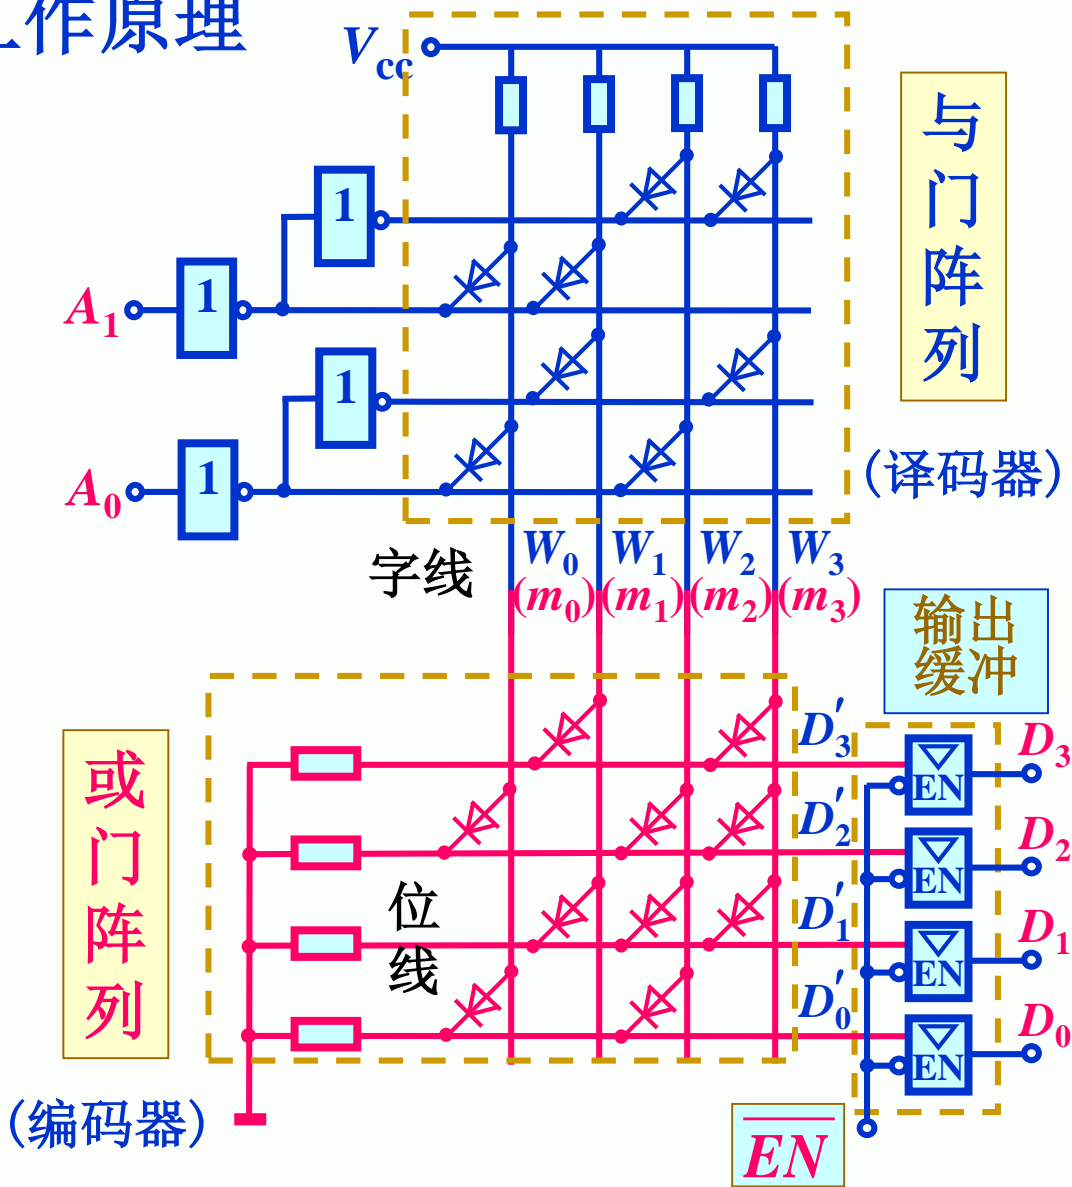 工作原理
Vcc
与门阵列
1
1
A1
1
1
A0
(译码器)
字线
W0 W1 W2 W3
(m0) (m1) (m2) (m3)
输出
缓冲
或门阵列
D′3
D3
EN
D′2
D2
EN
位线
D′1
D1
EN
D′0
D0
EN
(编码器)
E̅N̅